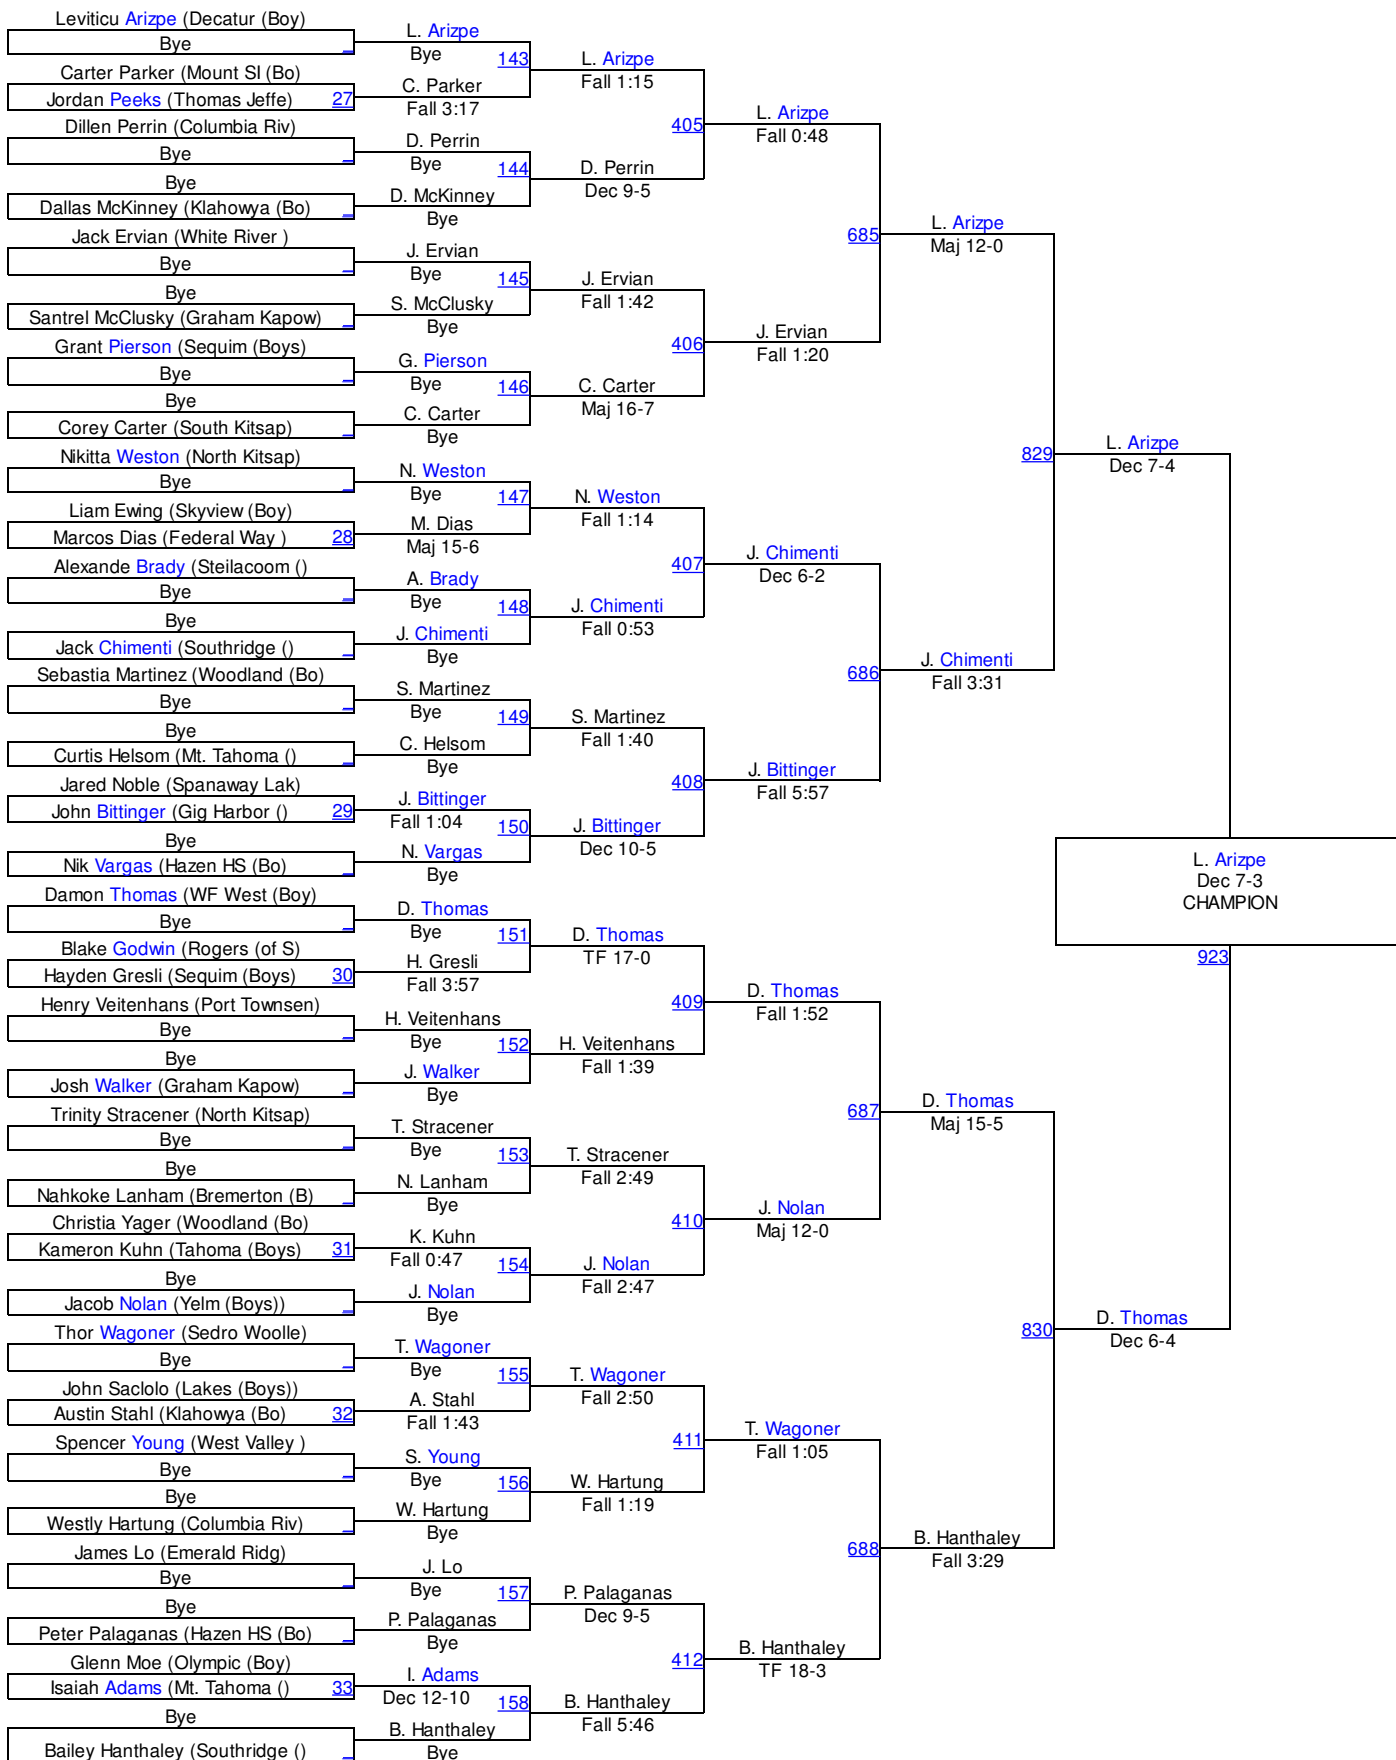 Leviticu Arizpe (Decatur (Boy)
Bye
Carter Parker (Mount SI (Bo)
Jordan Peeks (Thomas Jeffe) 27
Dillen Perrin (Columbia Riv)
Bye
Bye
Dallas McKinney (Klahowya (Bo)
Jack Ervian (White River )
Bye
Bye
Santrel McClusky (Graham Kapow)
Grant Pierson (Sequim (Boys)
Bye
Bye
Corey Carter (South Kitsap)
Nikitta Weston (North Kitsap)
Bye
Liam Ewing (Skyview (Boy)
Marcos Dias (Federal Way ) 28
Alexande Brady (Steilacoom ()
Bye
Bye
Jack Chimenti (Southridge ()
Sebastia Martinez (Woodland (Bo)
Bye
Bye
Curtis Helsom (Mt. Tahoma ()
Jared Noble (Spanaway Lak)
John Bittinger (Gig Harbor () 29
Bye
Nik Vargas (Hazen HS (Bo)
Damon Thomas (WF West (Boy)
Bye
Blake Godwin (Rogers (of S)
Hayden Gresli (Sequim (Boys) 30
Henry Veitenhans (Port Townsen)
Bye
Bye
Josh Walker (Graham Kapow)
Trinity Stracener (North Kitsap)
Bye
Bye
Nahkoke Lanham (Bremerton (B)
Christia Yager (Woodland (Bo)
Kameron Kuhn (Tahoma (Boys) 31
Bye
Jacob Nolan (Yelm (Boys))
Thor Wagoner (Sedro Woolle)
Bye
John Saclolo (Lakes (Boys))
Austin Stahl (Klahowya (Bo) 32
Spencer Young (West Valley )
Bye
Bye
Westly Hartung (Columbia Riv)
James Lo (Emerald Ridg)
Bye
Bye
Peter Palaganas (Hazen HS (Bo)
Glenn Moe (Olympic (Boy)
Isaiah Adams (Mt. Tahoma () 33
Bye
Bailey Hanthaley (Southridge ()
L. Arizpe
Bye 143
C. Parker
Fall 3:17
D. Perrin
Bye 144
D. McKinney
Bye
J. Ervian
Bye 145
S. McClusky
Bye
G. Pierson
Bye 146
C. Carter
Bye
N. Weston
Bye 147
M. Dias
Maj 15-6
A. Brady
Bye 148
J. Chimenti
Bye
S. Martinez
Bye 149
C. Helsom
Bye
J. Bittinger
Fall 1:04 150
N. Vargas
Bye
D. Thomas
Bye 151
H. Gresli
Fall 3:57
H. Veitenhans
Bye 152
J. Walker
Bye
T. Stracener
Bye 153
N. Lanham
Bye
K. Kuhn
Fall 0:47 154
J. Nolan
Bye
T. Wagoner
Bye 155
A. Stahl
Fall 1:43
S. Young
Bye 156
W. Hartung
Bye
J. Lo
Bye 157
P. Palaganas
Bye
I. Adams
Dec 12-10 158
B. Hanthaley
Bye
L. Arizpe
Fall 1:15
405
D. Perrin
Dec 9-5
J. Ervian
Fall 1:42
406
C. Carter
Maj 16-7
N. Weston
Fall 1:14
407
J. Chimenti
Fall 0:53
S. Martinez
Fall 1:40
408
J. Bittinger
Dec 10-5
D. Thomas
TF 17-0
409
H. Veitenhans
Fall 1:39
T. Stracener
Fall 2:49
410
J. Nolan
Fall 2:47
T. Wagoner
Fall 2:50
411
W. Hartung
Fall 1:19
P. Palaganas
Dec 9-5
412
B. Hanthaley
Fall 5:46
L. Arizpe
Fall 0:48
685
J. Ervian
Fall 1:20
J. Chimenti
Dec 6-2
686
J. Bittinger
Fall 5:57
D. Thomas
Fall 1:52
687
J. Nolan
Maj 12-0
T. Wagoner
Fall 1:05
688
B. Hanthaley
TF 18-3
L. Arizpe
Maj 12-0
829
J. Chimenti
Fall 3:31
D. Thomas
Maj 15-5
830
B. Hanthaley
Fall 3:29
L. Arizpe
Dec 7-4
D. Thomas
Dec 6-4
L. Arizpe
Dec 7-3
CHAMPION
923